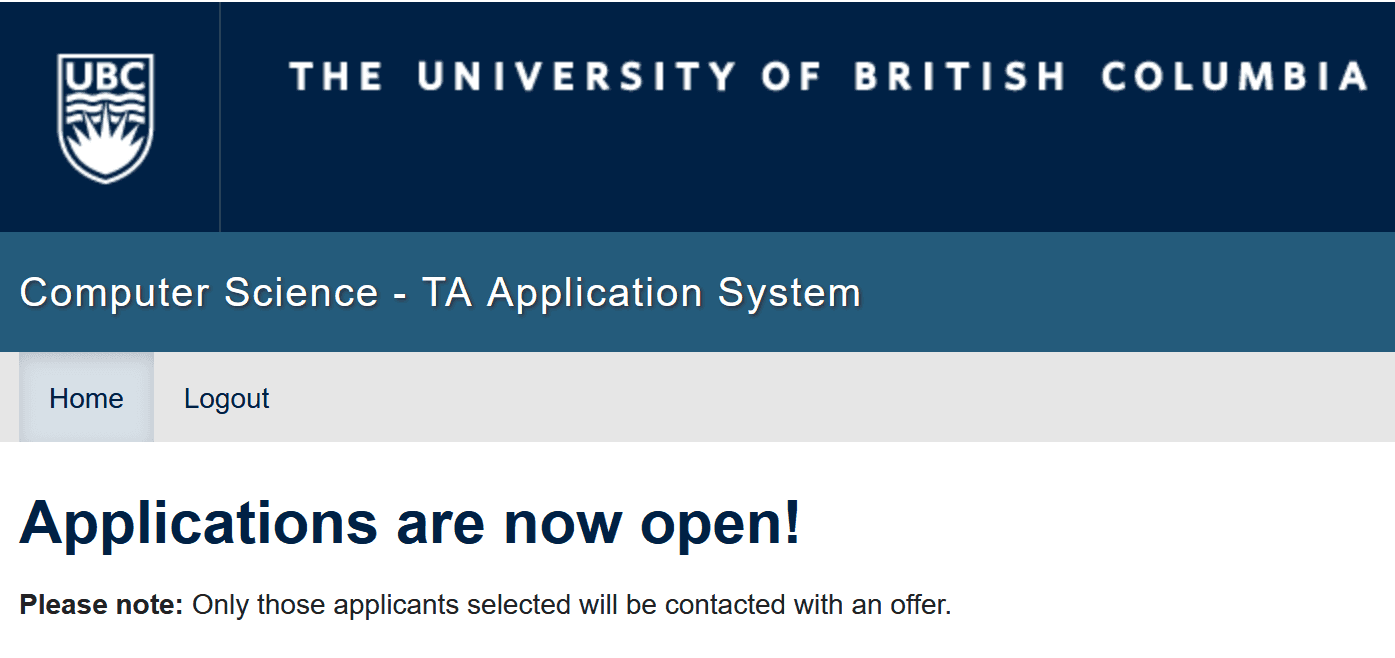 UBC
THE UNIVERSITY OF BRITISH COLUMBIA
Computer Science - TA Application System
Home Logout
Applications are now open!
Please note: Only those applicants selected will be contacted with an offer.